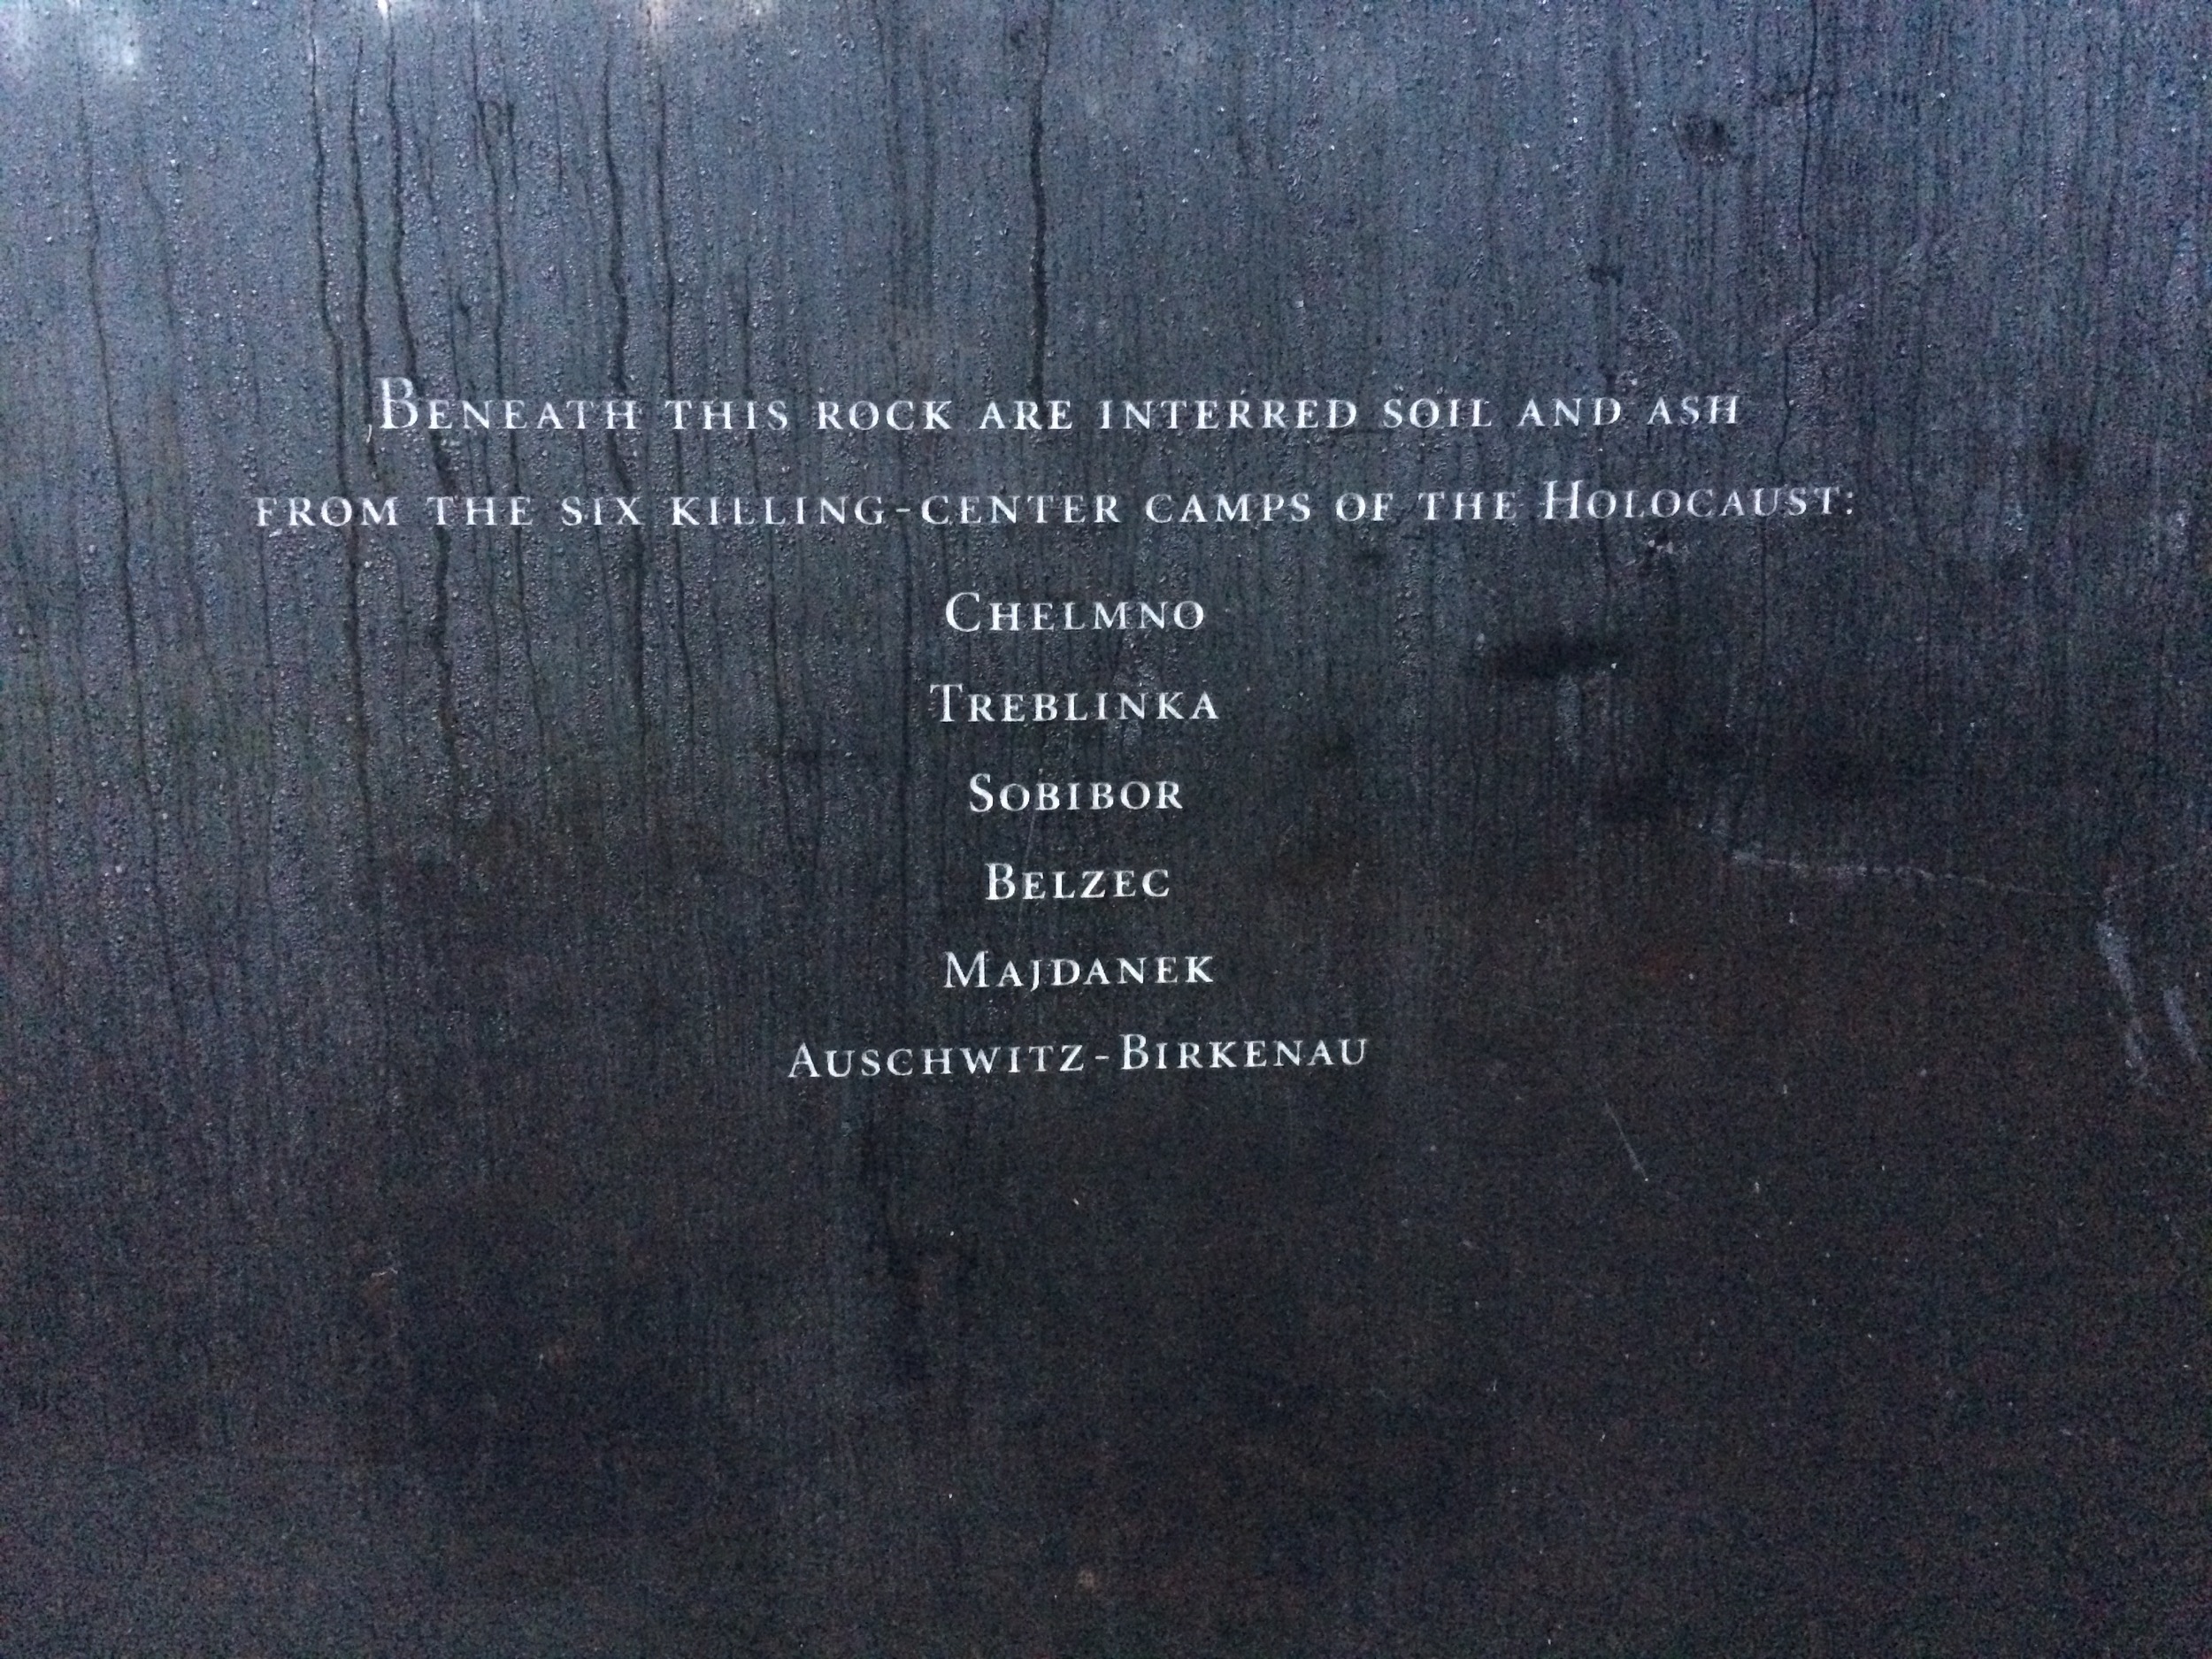 Beneath this rock are interred soil and ash
from the six killing-center camps of the Holocaust:
Chelmno
Treblinka
Sobibor
Belzec
Majdanek
Auschwitz-Birkenau